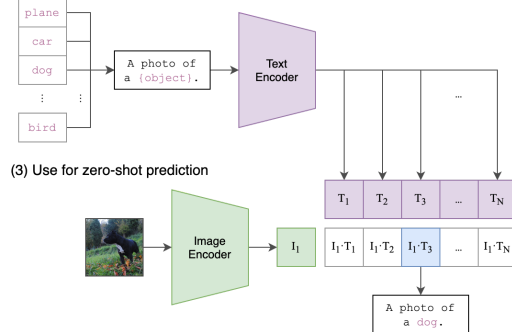 plane
car
dog
⋮ ⋮
bird
A photo of
a {object}.
Text
Encoder
...
T1 T2 T3 ... TN
(3) Use for zero-shot prediction
Image
Encoder
I1
I1·T1 I1·T2 I1·T3 ... I1·TN
A photo of
a dog.